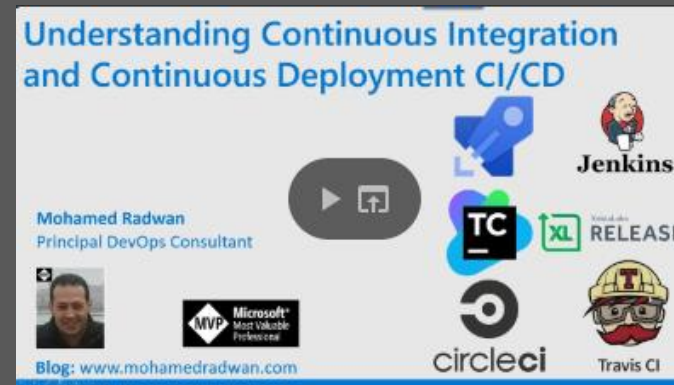 Understanding Continuous Integration
and Continuous Deployment CI/CD
Jenkins
Mohamed Radwan
Principal DevOps Consultant
TC
XL RELEASE
MVP Microsoft®
Most Valuable
Professional
circleci
Travis CI
Blog: www.mohamedradwan.com